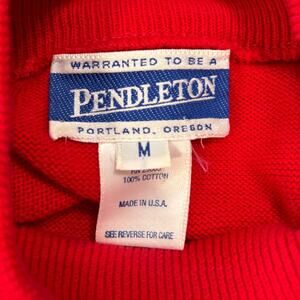 WARRANTED TO BE A
PENDLETON
PORTLAND, OREGON
M
100% COTTON
MADE IN U.S.A.
SEE REVERSE FOR CARE